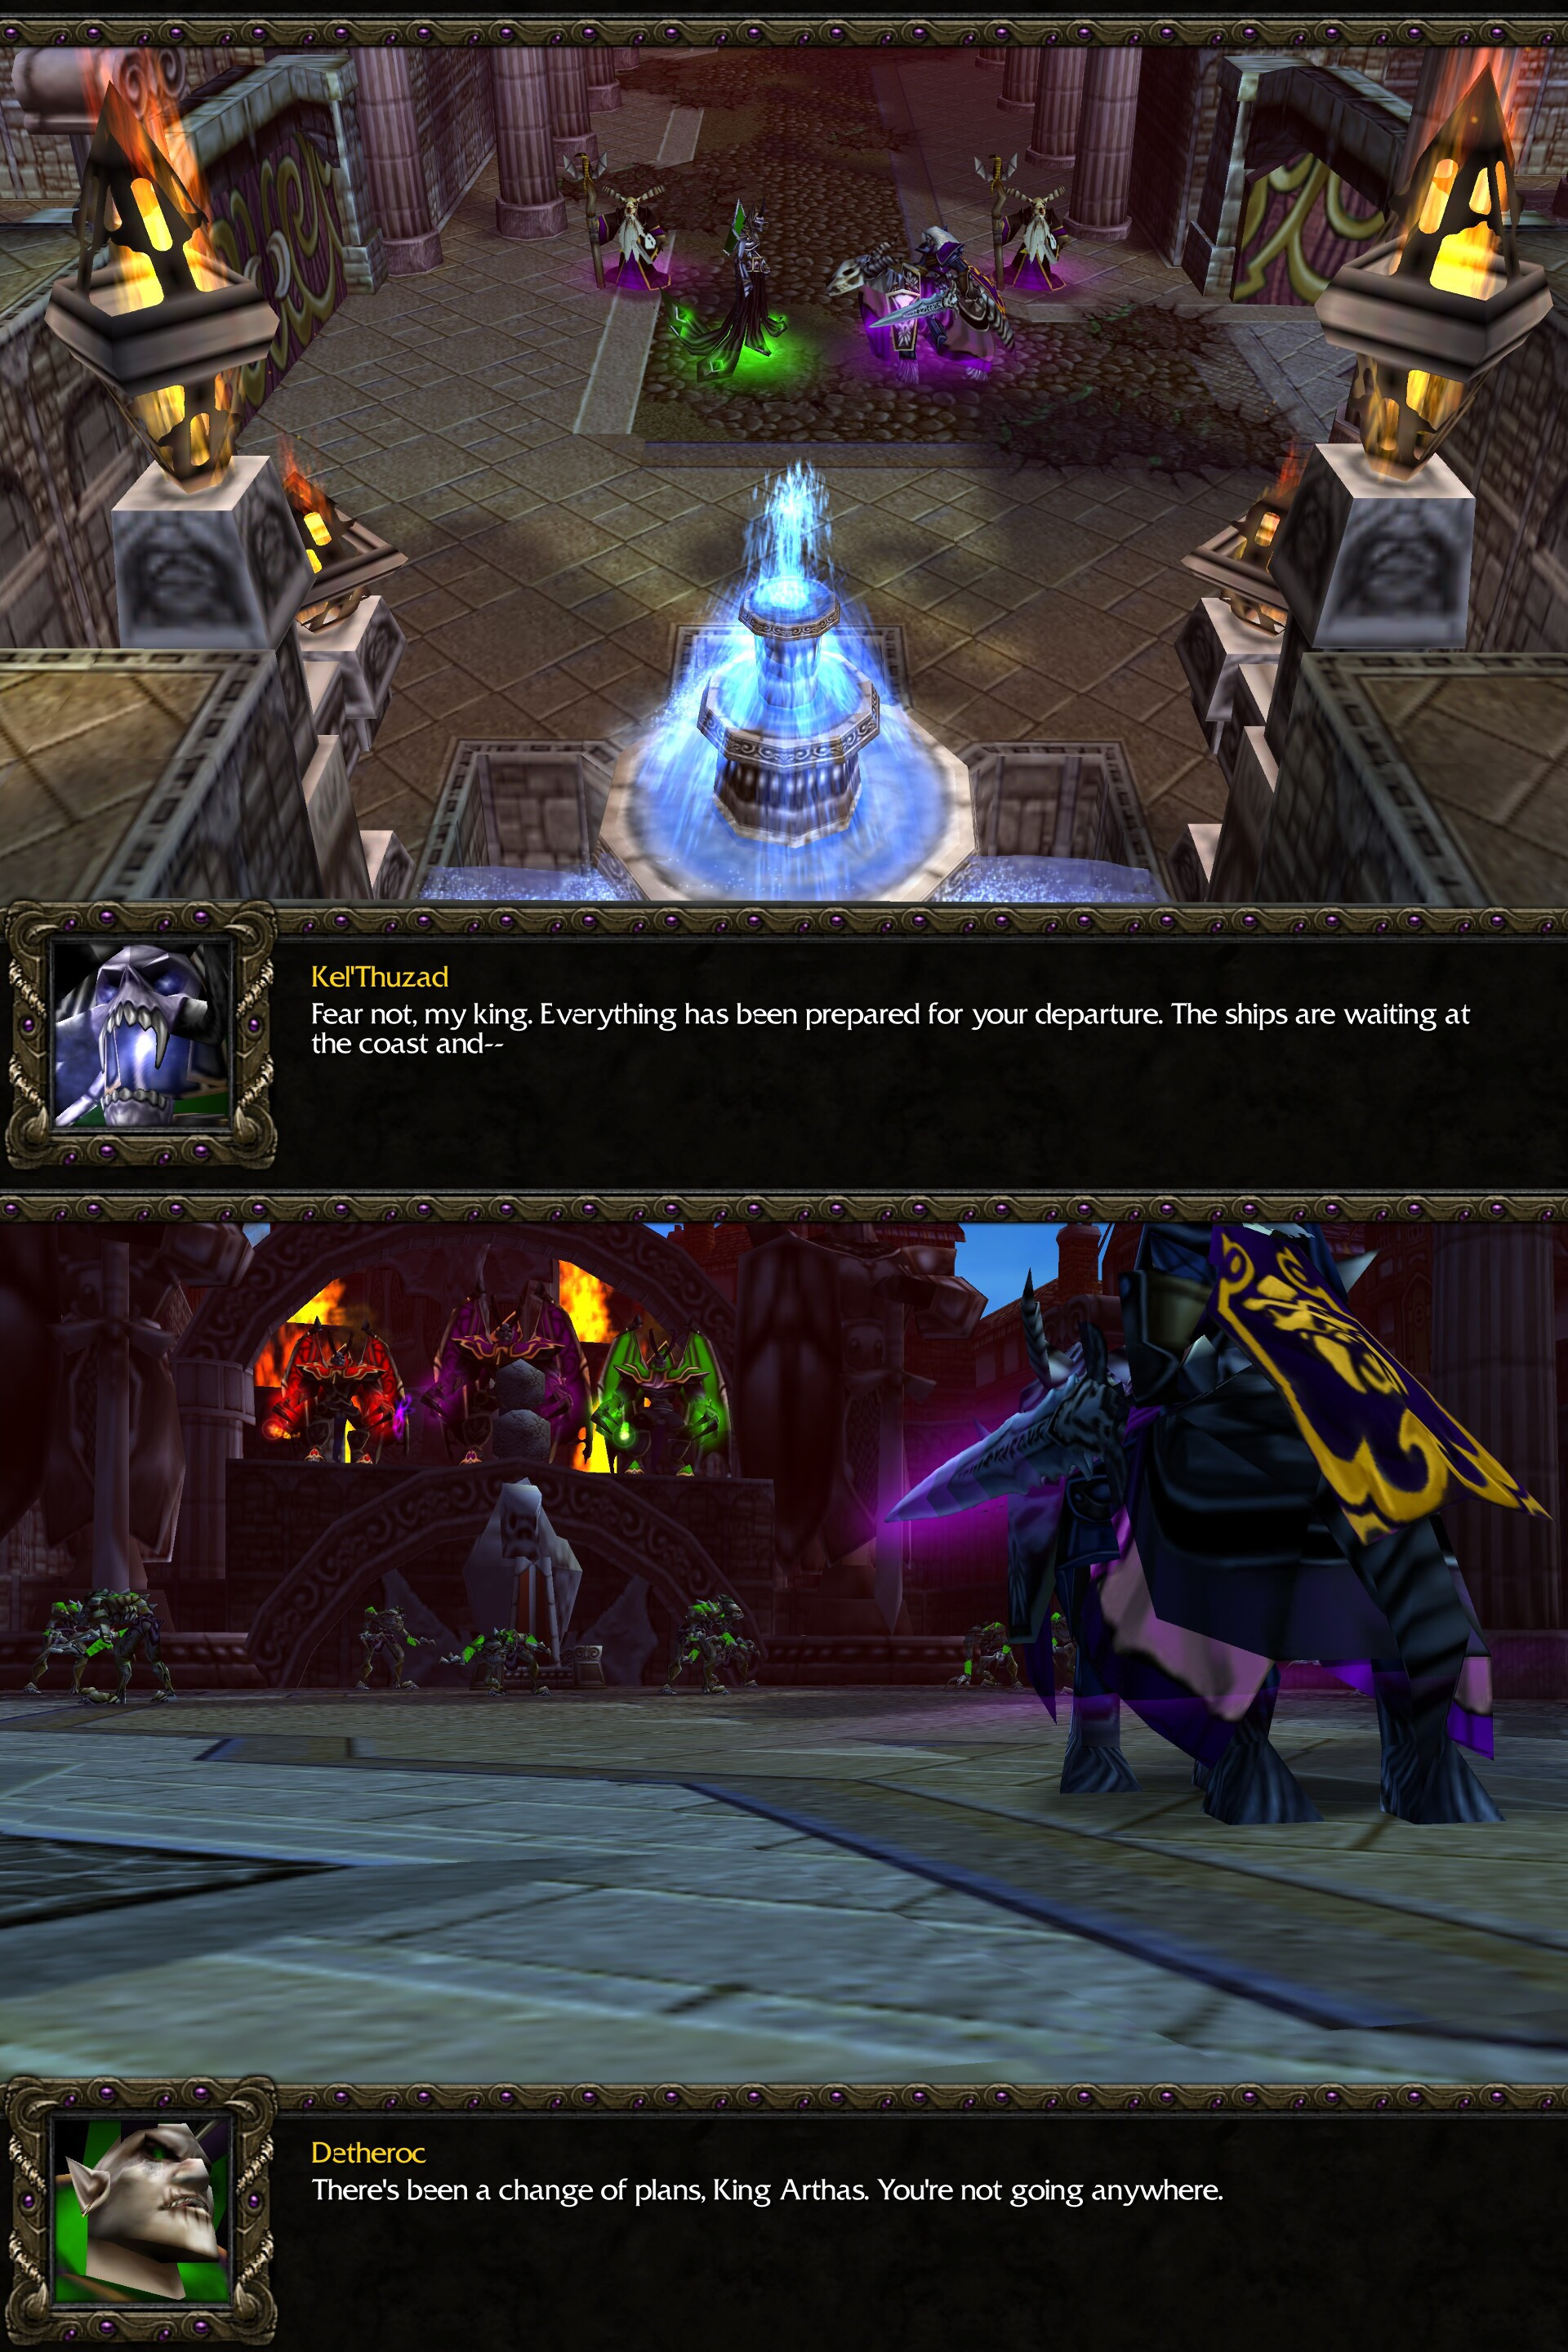 Kel'Thuzad
Fear not, my king. Everything has been prepared for your departure. The ships are waiting at
the coast and--
Detheroc
There's been a change of plans, King Arthas. You're not going anywhere.